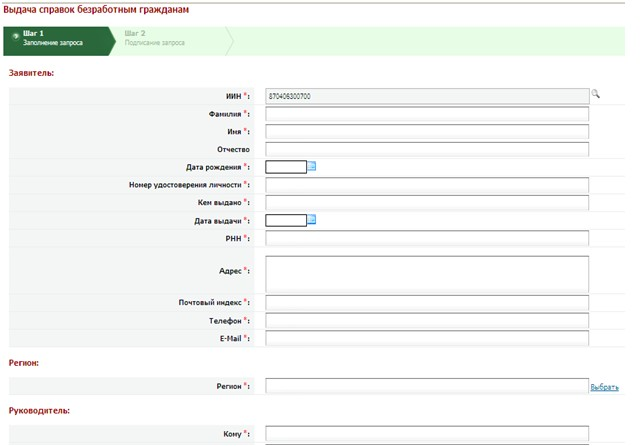 Выдача справок безработным гражданам
Шаг 1
Заполнение запроса
Шаг 2
Подписание запроса
Заявитель:
ИИН *: 870406300700
Фамилия *:
Имя *:
Отчество
Дата рождения *:
Номер удостоверения личности *:
Кем выдано *:
Дата выдачи *:
РНН *:
Адрес *:
Почтовый индекс *:
Телефон *:
E-Mail *:
Регион:
Регион *: Выбрать
Руководитель:
Кому *: